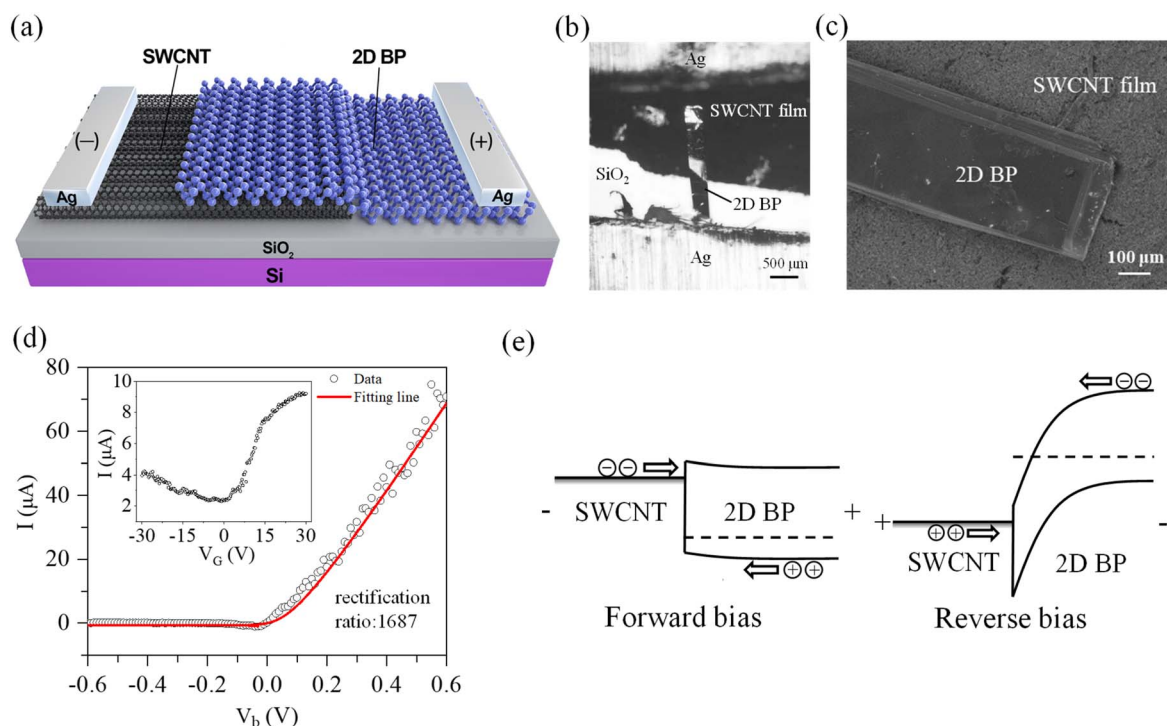 (a)
SWCNT
2D BP
(−)
(+)
Ag
Ag
SiO2
Si
(b)
Ag
SWCNT film
SiO2
2D BP
Ag
500 μm
(c)
SWCNT film
2D BP
100 μm
(d)
80
60
40
20
0
I (μA)
-0.6
-0.4
-0.2
0.0
0.2
0.4
0.6
Vb (V)
10
8
6
4
2
I (μA)
-30
-15
0
15
30
VG (V)
Data
Fitting line
rectification
ratio:1687
(e)
SWCNT
2D BP
-
+
Forward bias
+
SWCNT
2D BP
-
Reverse bias